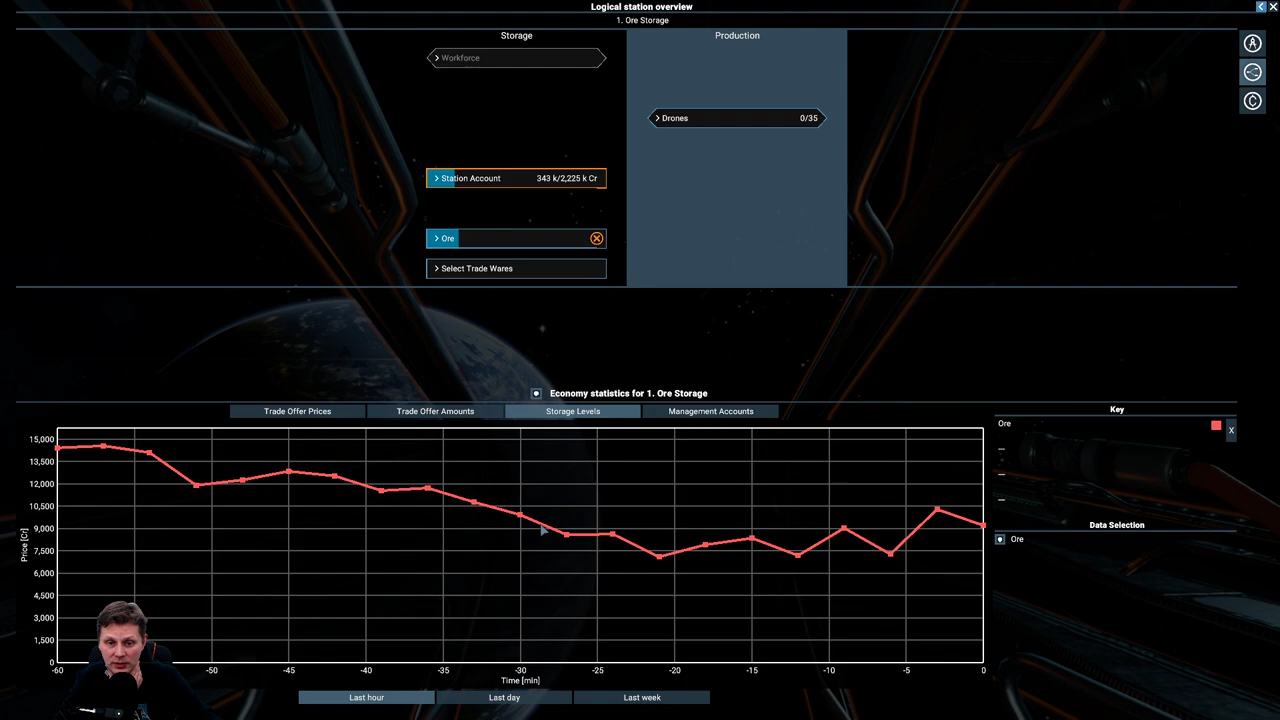 Logical station overview
1. Ore Storage
Storage
Production
Workforce
Drones 0/35
Station Account 343 k/2,225 k Cr
Ore
Select Trade Wares
Economy statistics for 1. Ore Storage
Trade Offer Prices
Trade Offer Amounts
Storage Levels
Management Accounts
Key
Ore
X
Data Selection
Ore
Price [Cr]
15,000
13,500
12,000
10,500
9,000
7,500
6,000
4,500
3,000
1,500
0
-60 -50 -45 -40 -35 -30 -25 -20 -15 -10 -5 0
Time [min]
Last hour
Last day
Last week